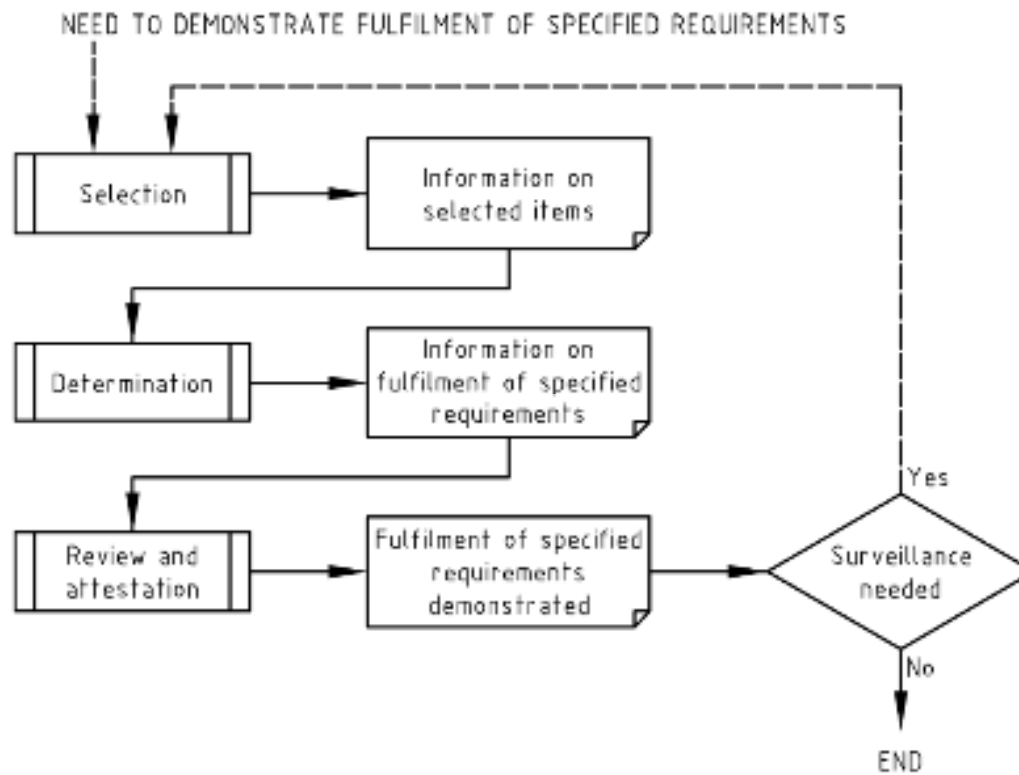 NEED TO DEMONSTRATE FULFILMENT OF SPECIFIED REQUIREMENTS
Selection
Information on
selected items
Determination
Information on
fulfilment of specified
requirements
Review and
attestation
Fulfilment of specified
requirements
demonstrated
Yes
Surveillance
needed
No
END